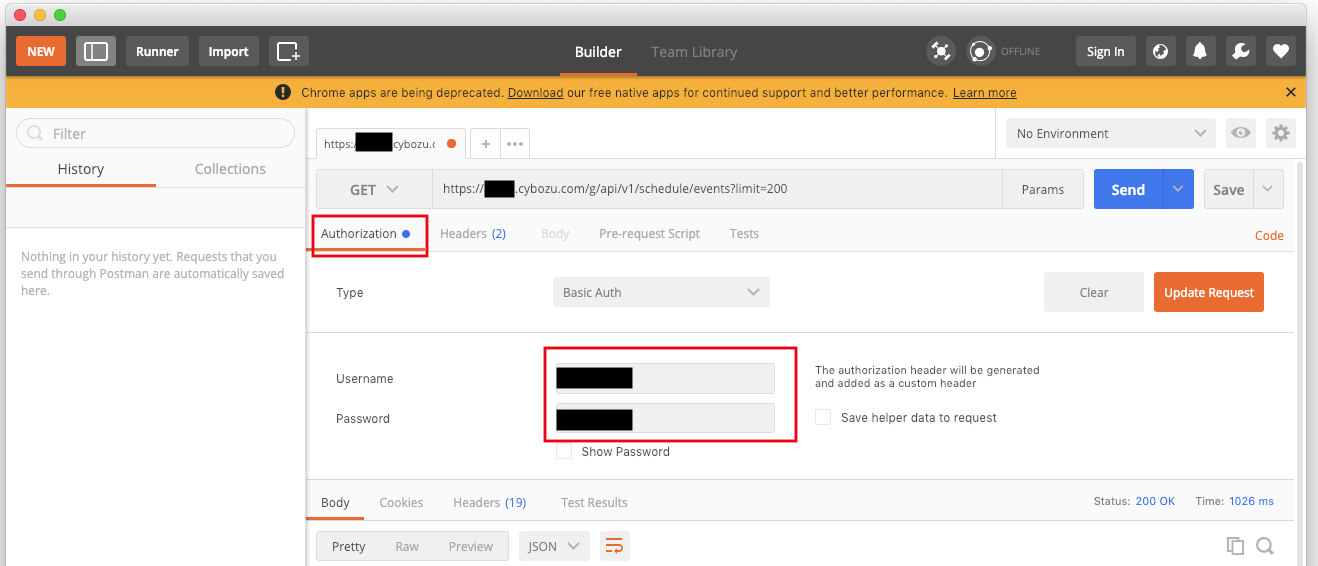 NEW Runner Import Builder Team Library OFFLINE Sign In
Chrome apps are being deprecated. Download our free native apps for continued support and better performance. Learn more
Filter
History Collections
Nothing in your history yet. Requests that you
send through Postman are automatically saved
here.
https:/ cybozu.c
No Environment
GET https:// .cybozu.com/g/api/v1/schedule/events?limit=200 Params Send Save
Authorization Headers (2) Body Pre-request Script Tests Code
Type Basic Auth Clear Update Request
Username
The authorization header will be generated
and added as a custom header
Password
Save helper data to request
Show Password
Body Cookies Headers (19) Test Results Status: 200 OK Time: 1026 ms
Pretty Raw Preview JSON